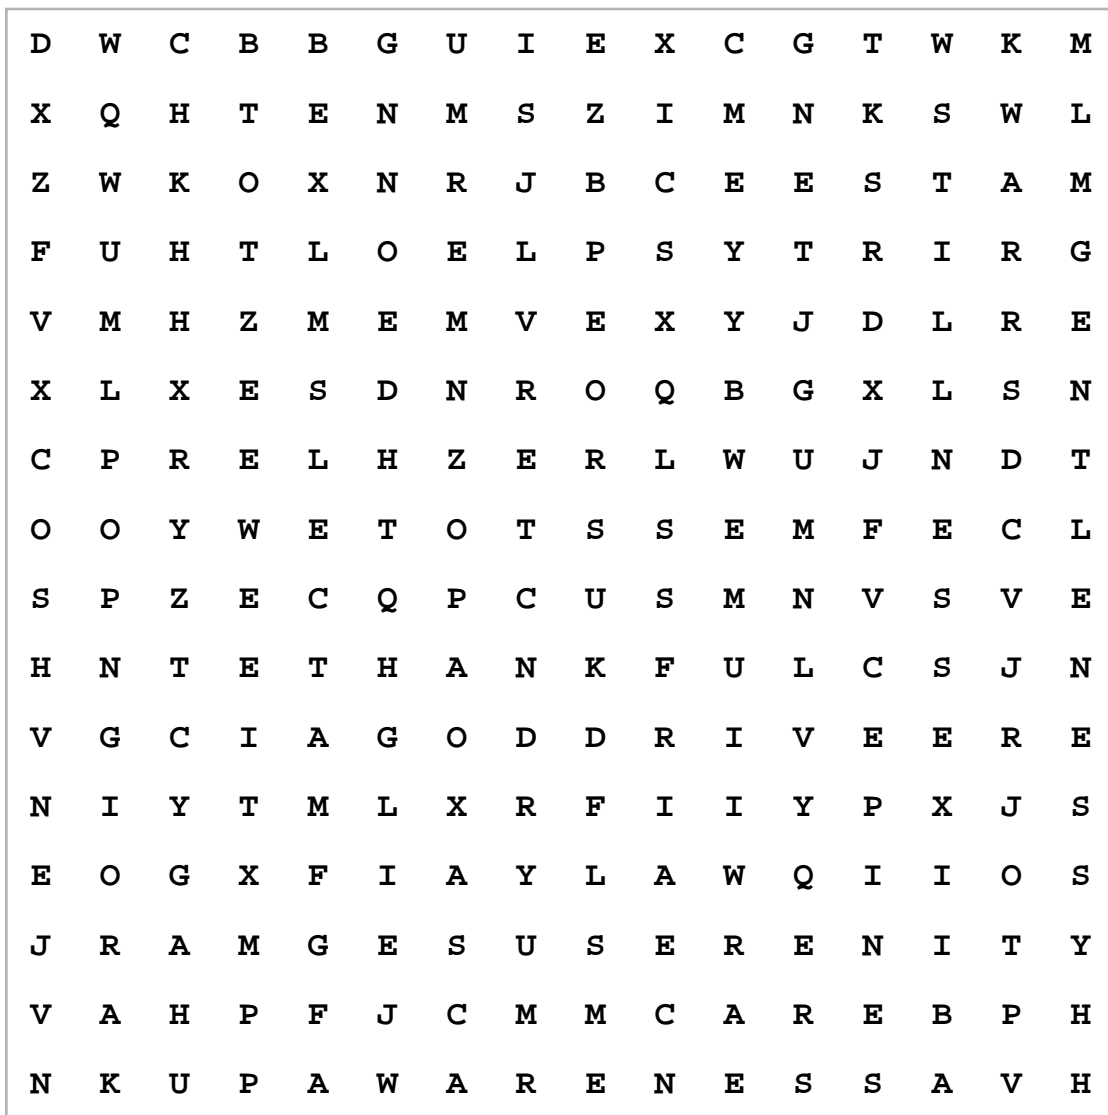 D W C B B G U I E X C G T W K M
X Q H T E N M S Z I M N K S W L
Z W K O X N R J B C E E S T A M
F U H T L O E L P S Y T R I R G
V M H Z M E M V E X Y J D L R E
X L X E S D N R O Q B G X L S N
C P R E L H Z E R L W U J N D T
O O Y W E T O T S S E M F E C L
S P Z E C Q P C U S M N V S V E
H N T E T H A N K F U L C S J N
V G C I A G O D D R I V E E R E
N I Y T M L X R F I I Y P X J S
E O G X F I A Y L A W Q I I O S
J R A M G E S U S E R E N I T Y
V A H P F J C M M C A R E B P H
N K U P A W A R E N E S S A V H